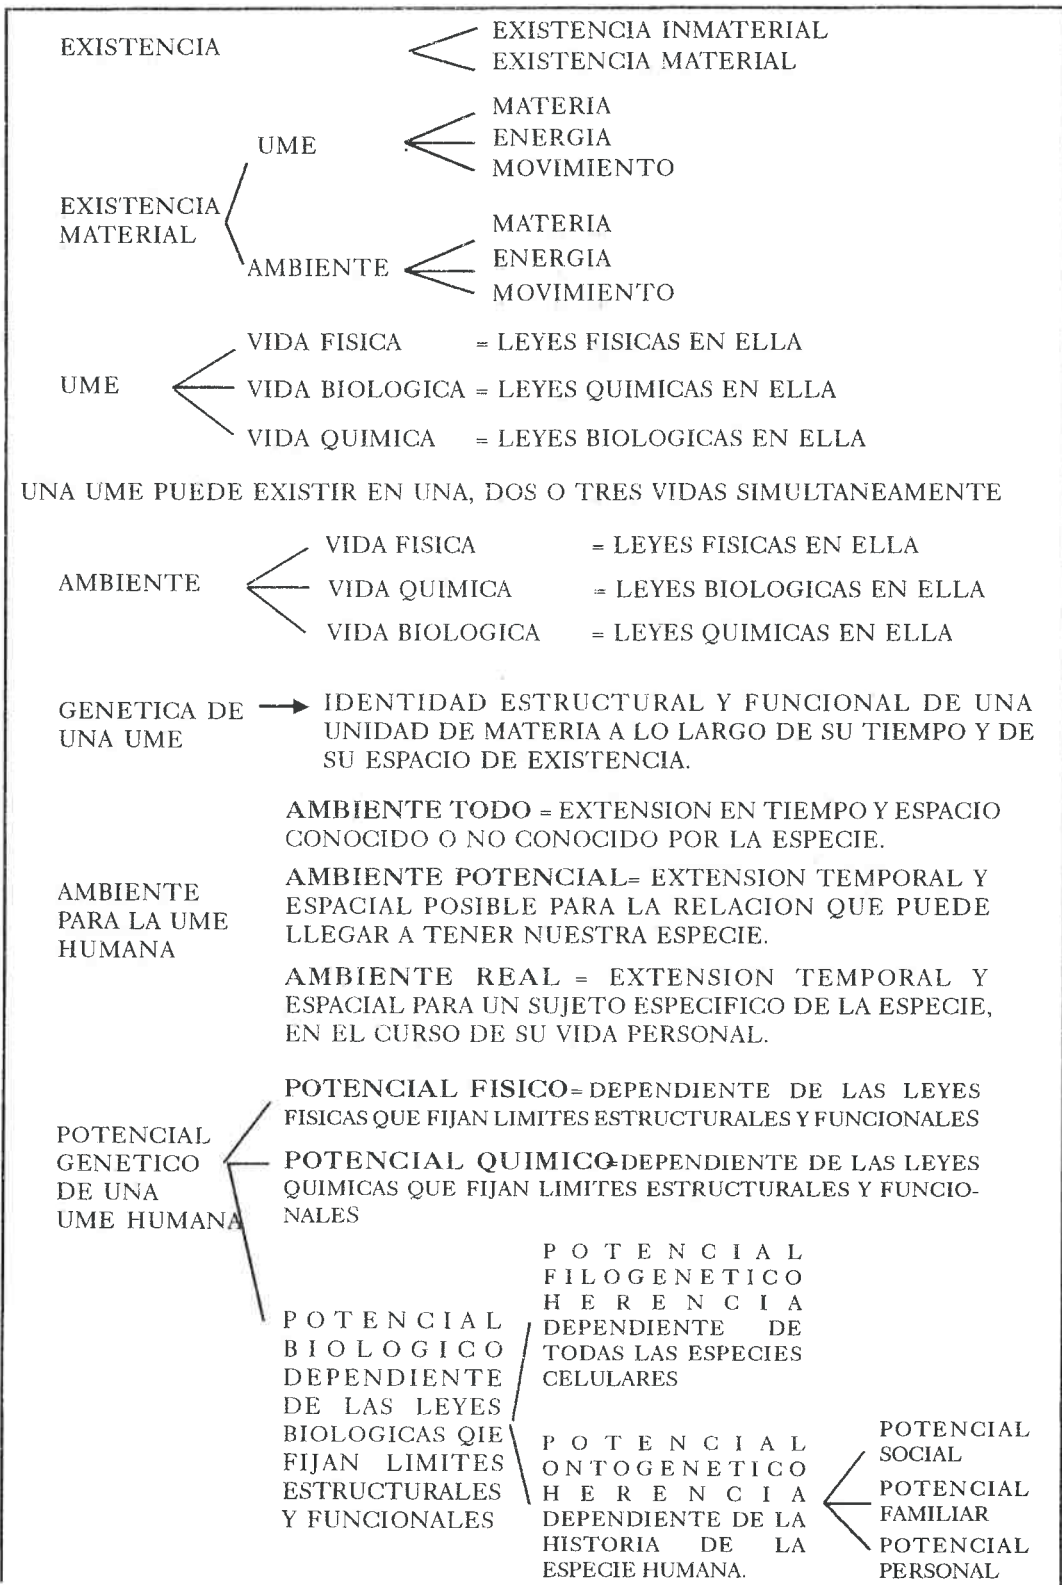 EXISTENCIA
EXISTENCIA INMATERIAL
EXISTENCIA MATERIAL
EXISTENCIA
MATERIAL
UME
MATERIA
ENERGIA
MOVIMIENTO
AMBIENTE
MATERIA
ENERGIA
MOVIMIENTO
UME
VIDA FISICA = LEYES FISICAS EN ELLA
VIDA BIOLOGICA = LEYES QUIMICAS EN ELLA
VIDA QUIMICA = LEYES BIOLOGICAS EN ELLA
UNA UME PUEDE EXISTIR EN UNA, DOS O TRES VIDAS SIMULTANEAMENTE
AMBIENTE
VIDA FISICA = LEYES FISICAS EN ELLA
VIDA QUIMICA = LEYES BIOLOGICAS EN ELLA
VIDA BIOLOGICA = LEYES QUIMICAS EN ELLA
GENETICA DE
UNA UME
IDENTIDAD ESTRUCTURAL Y FUNCIONAL DE UNA
UNIDAD DE MATERIA A LO LARGO DE SU TIEMPO Y DE
SU ESPACIO DE EXISTENCIA.
AMBIENTE
PARA LA UME
HUMANA
AMBIENTE TODO = EXTENSION EN TIEMPO Y ESPACIO
CONOCIDO O NO CONOCIDO POR LA ESPECIE.
AMBIENTE POTENCIAL= EXTENSION TEMPORAL Y
ESPACIAL POSIBLE PARA LA RELACION QUE PUEDE
LLEGAR A TENER NUESTRA ESPECIE.
AMBIENTE REAL = EXTENSION TEMPORAL Y
ESPACIAL PARA UN SUJETO ESPECIFICO DE LA ESPECIE,
EN EL CURSO DE SU VIDA PERSONAL.
POTENCIAL
GENETICO
DE UNA
UME HUMANA
POTENCIAL FISICO= DEPENDIENTE DE LAS LEYES
FISICAS QUE FIJAN LIMITES ESTRUCTURALES Y FUNCIONALES
POTENCIAL QUIMICO=DEPENDIENTE DE LAS LEYES
QUIMICAS QUE FIJAN LIMITES ESTRUCTURALES Y FUNCIO-
NALES
POTENCIAL
BIOLOGICO
DEPENDIENTE
DE LAS LEYES
BIOLOGICAS QIE
FIJAN LIMITES
ESTRUCTURALES
Y FUNCIONALES
POTENCIAL
FILOGENETICO
HERENCIA
DEPENDIENTE DE
TODAS LAS ESPECIES
CELULARES
POTENCIAL
ONTOGENETICO
HERENCIA
DEPENDIENTE DE LA
HISTORIA DE LA
ESPECIE HUMANA.
POTENCIAL
SOCIAL
POTENCIAL
FAMILIAR
POTENCIAL
PERSONAL